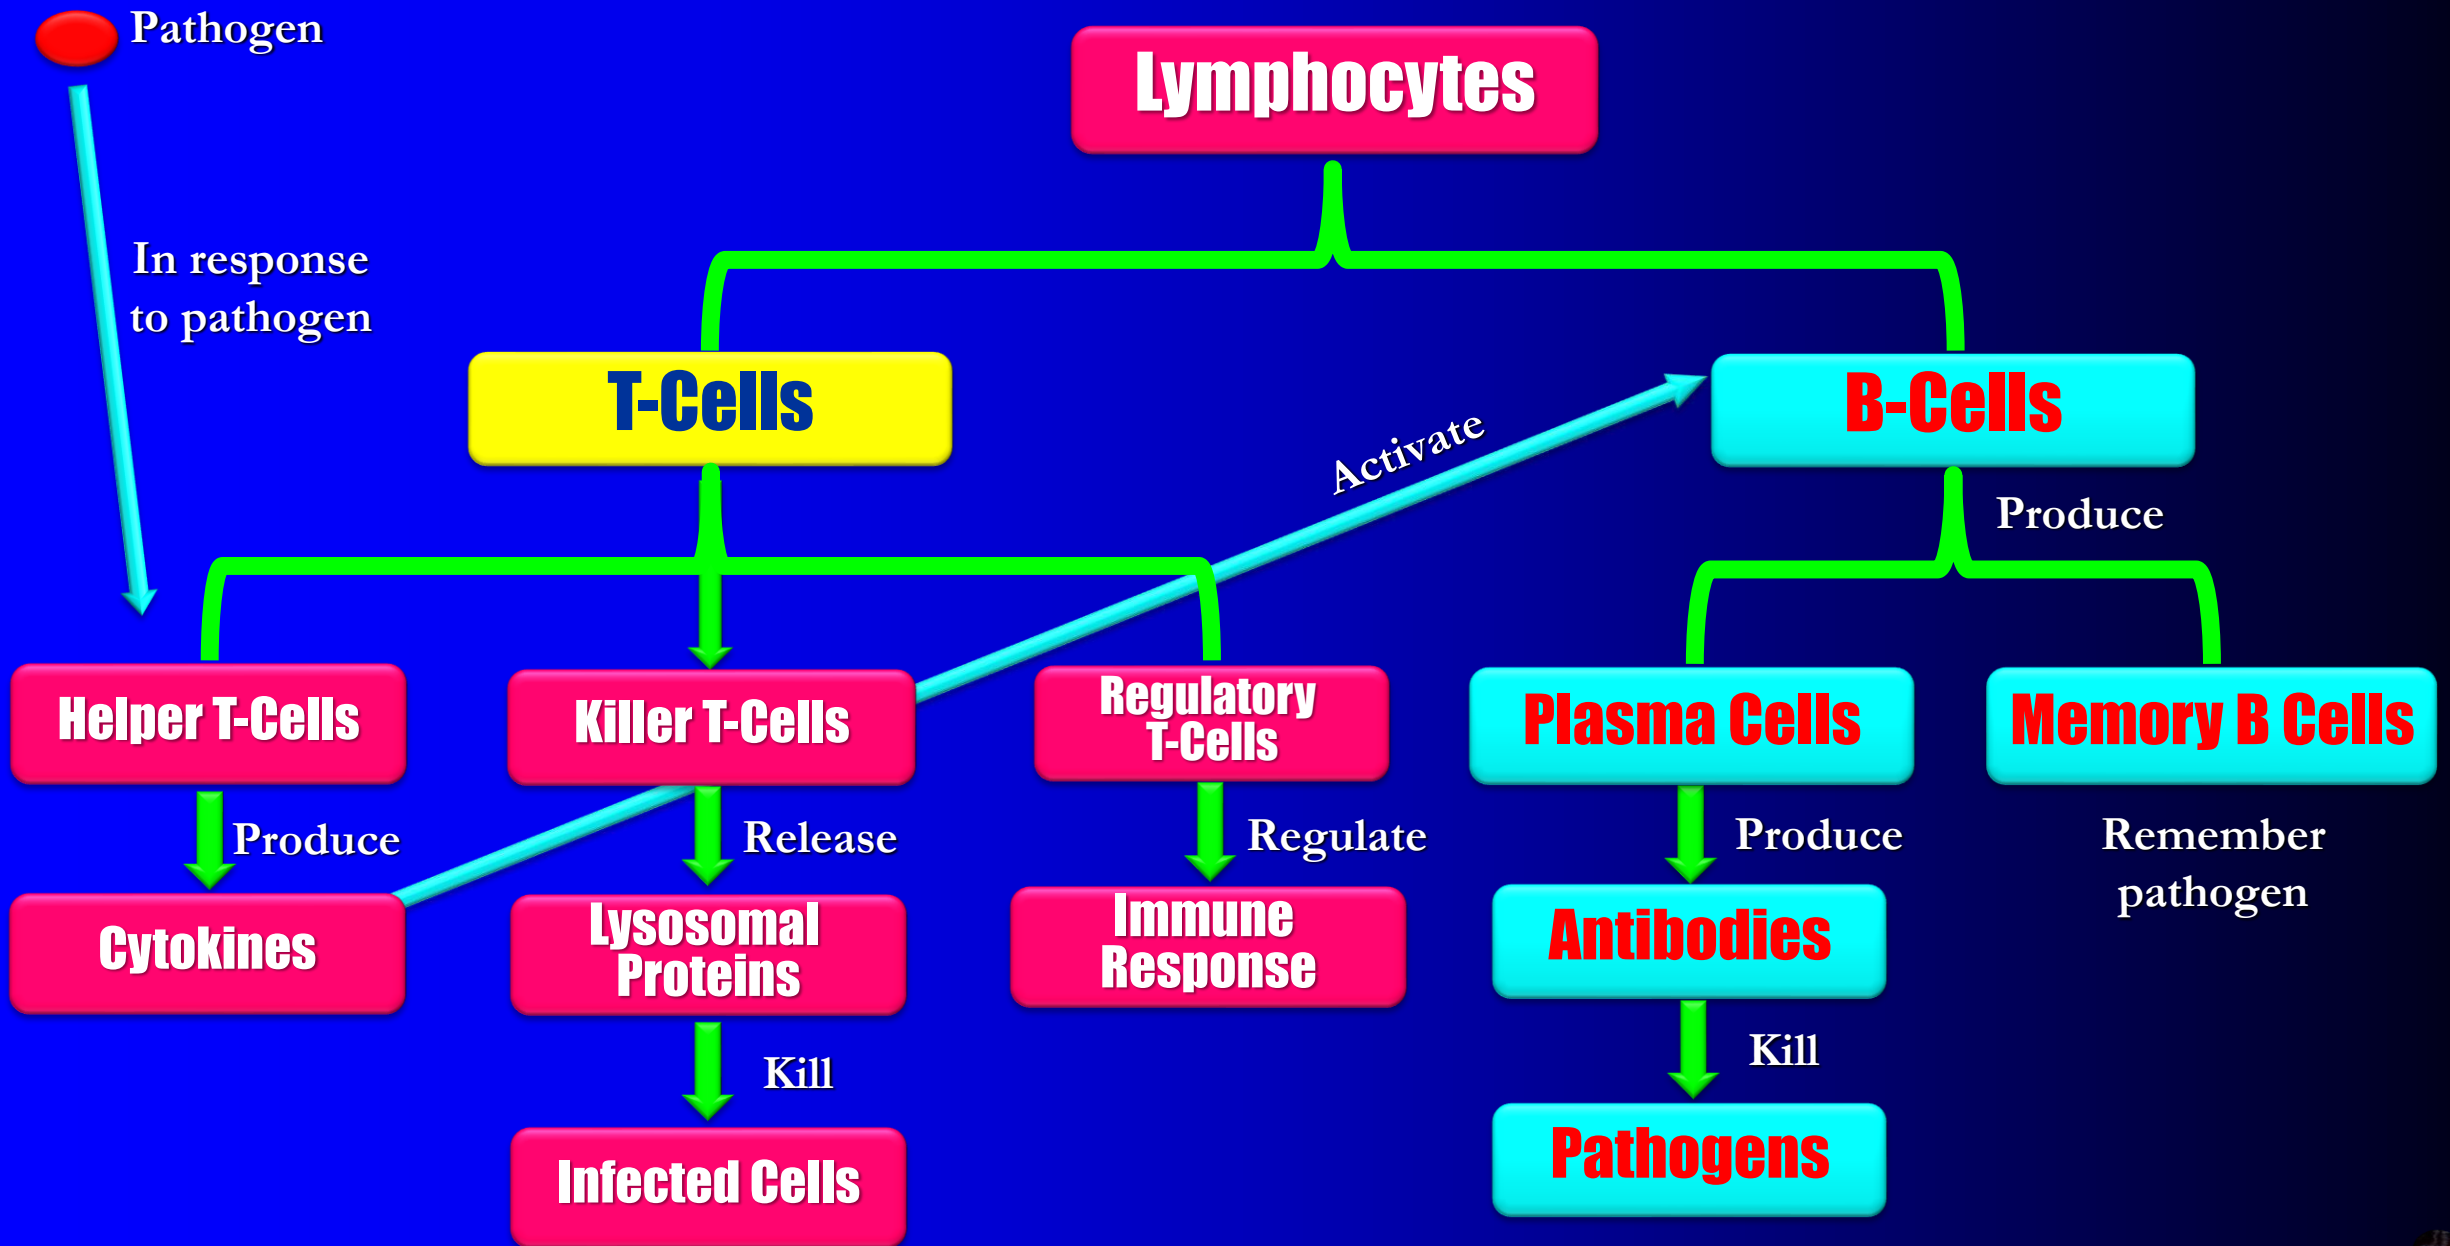 Pathogen
Lymphocytes
In response
to pathogen
T-Cells
B-Cells
Activate
Produce
Helper T-Cells
Killer T-Cells
Regulatory
T-Cells
Plasma Cells
Memory B Cells
Produce
Release
Regulate
Produce
Remember
pathogen
Cytokines
Lysosomal
Proteins
Immune
Response
Antibodies
Kill
Kill
Infected Cells
Pathogens